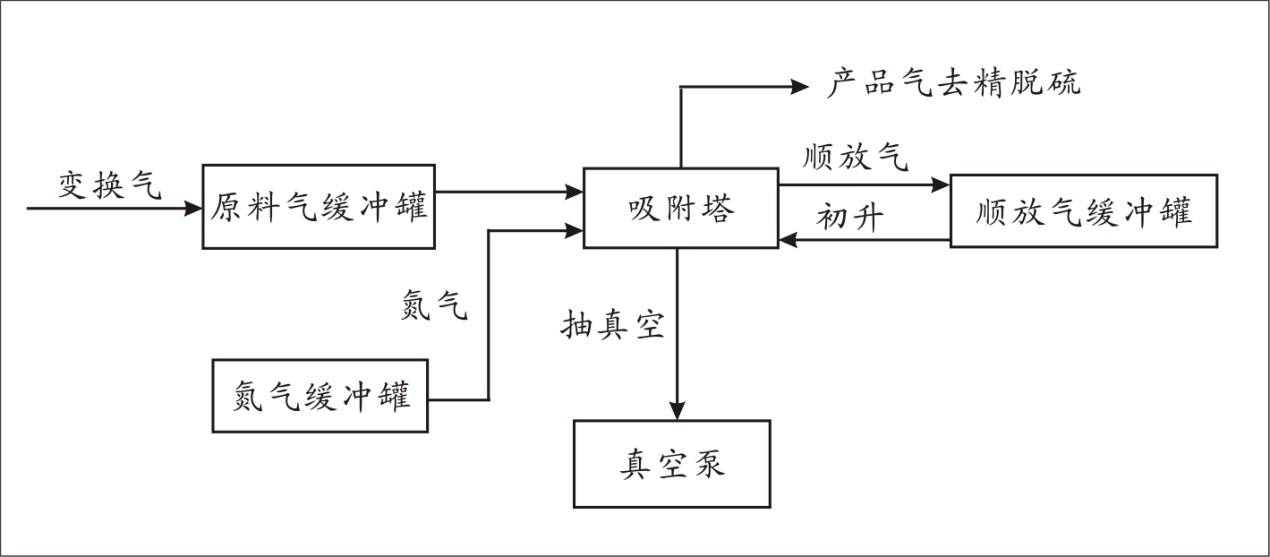 产品气去精脱硫
变换气
原料气缓冲罐
吸附塔
顺放气
初升
顺放气缓冲罐
氮气
抽真空
氮气缓冲罐
真空泵